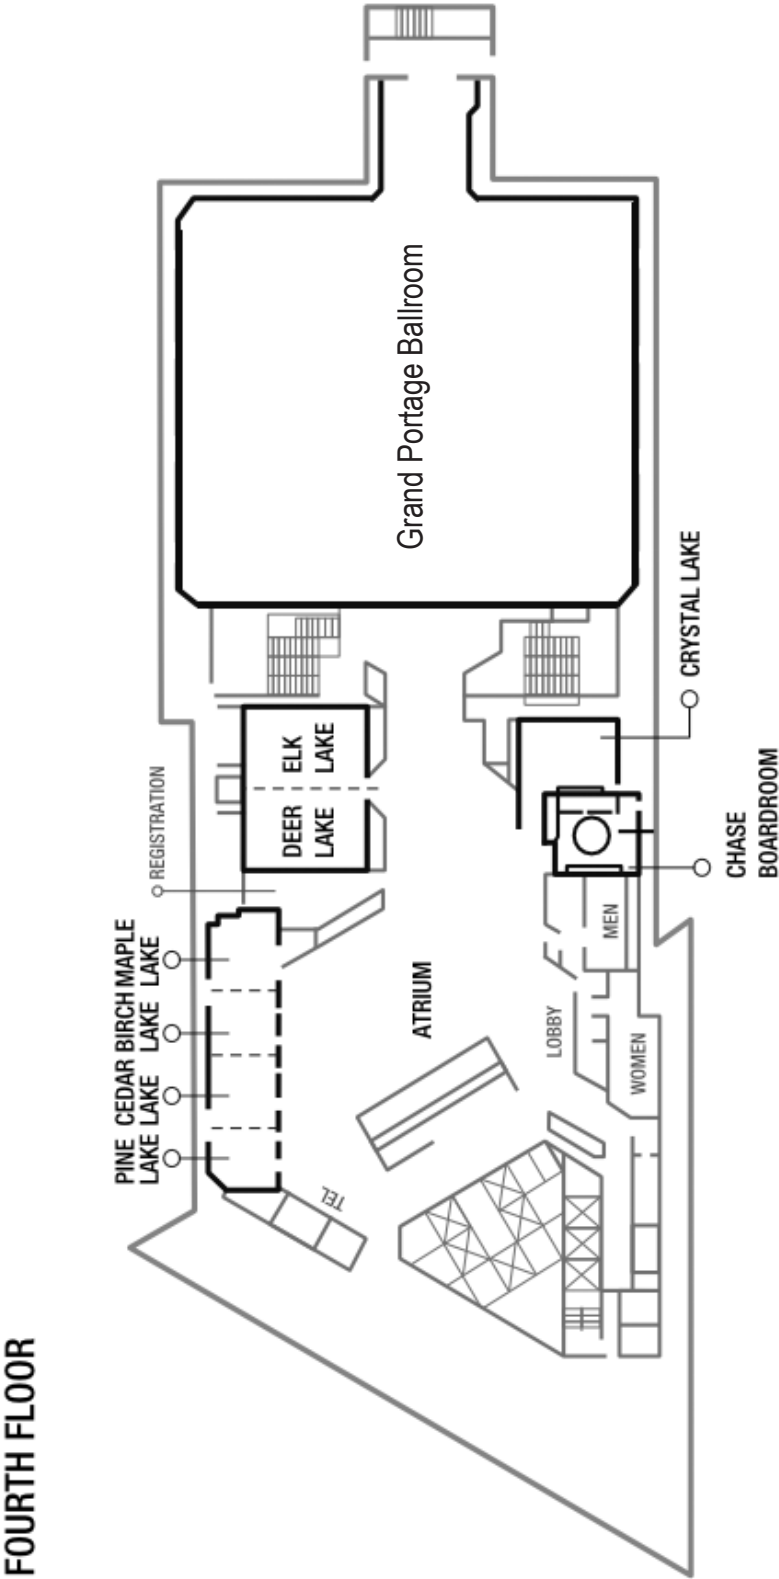 FOURTH FLOOR
PINE
LAKE
CEDAR
LAKE
BIRCH
LAKE
MAPLE
LAKE
REGISTRATION
DEER
LAKE
ELK
LAKE
Grand Portage Ballroom
TEL
ATRIUM
LOBBY
WOMEN
MEN
CHASE
BOARDROOM
CRYSTAL LAKE